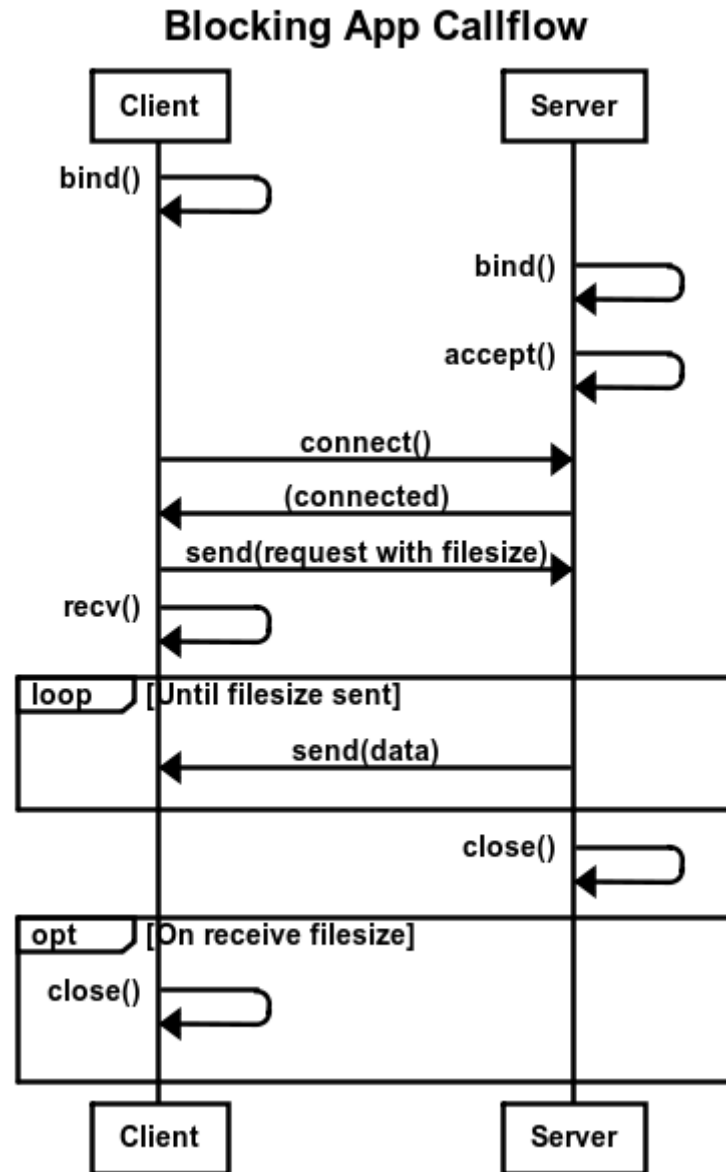 Blocking App Callflow
Client Server
bind()
bind()
accept()
connect()
(connected)
send(request with filesize)
recv()
loop [Until filesize sent]
send(data)
close()
opt [On receive filesize]
close()
Client Server